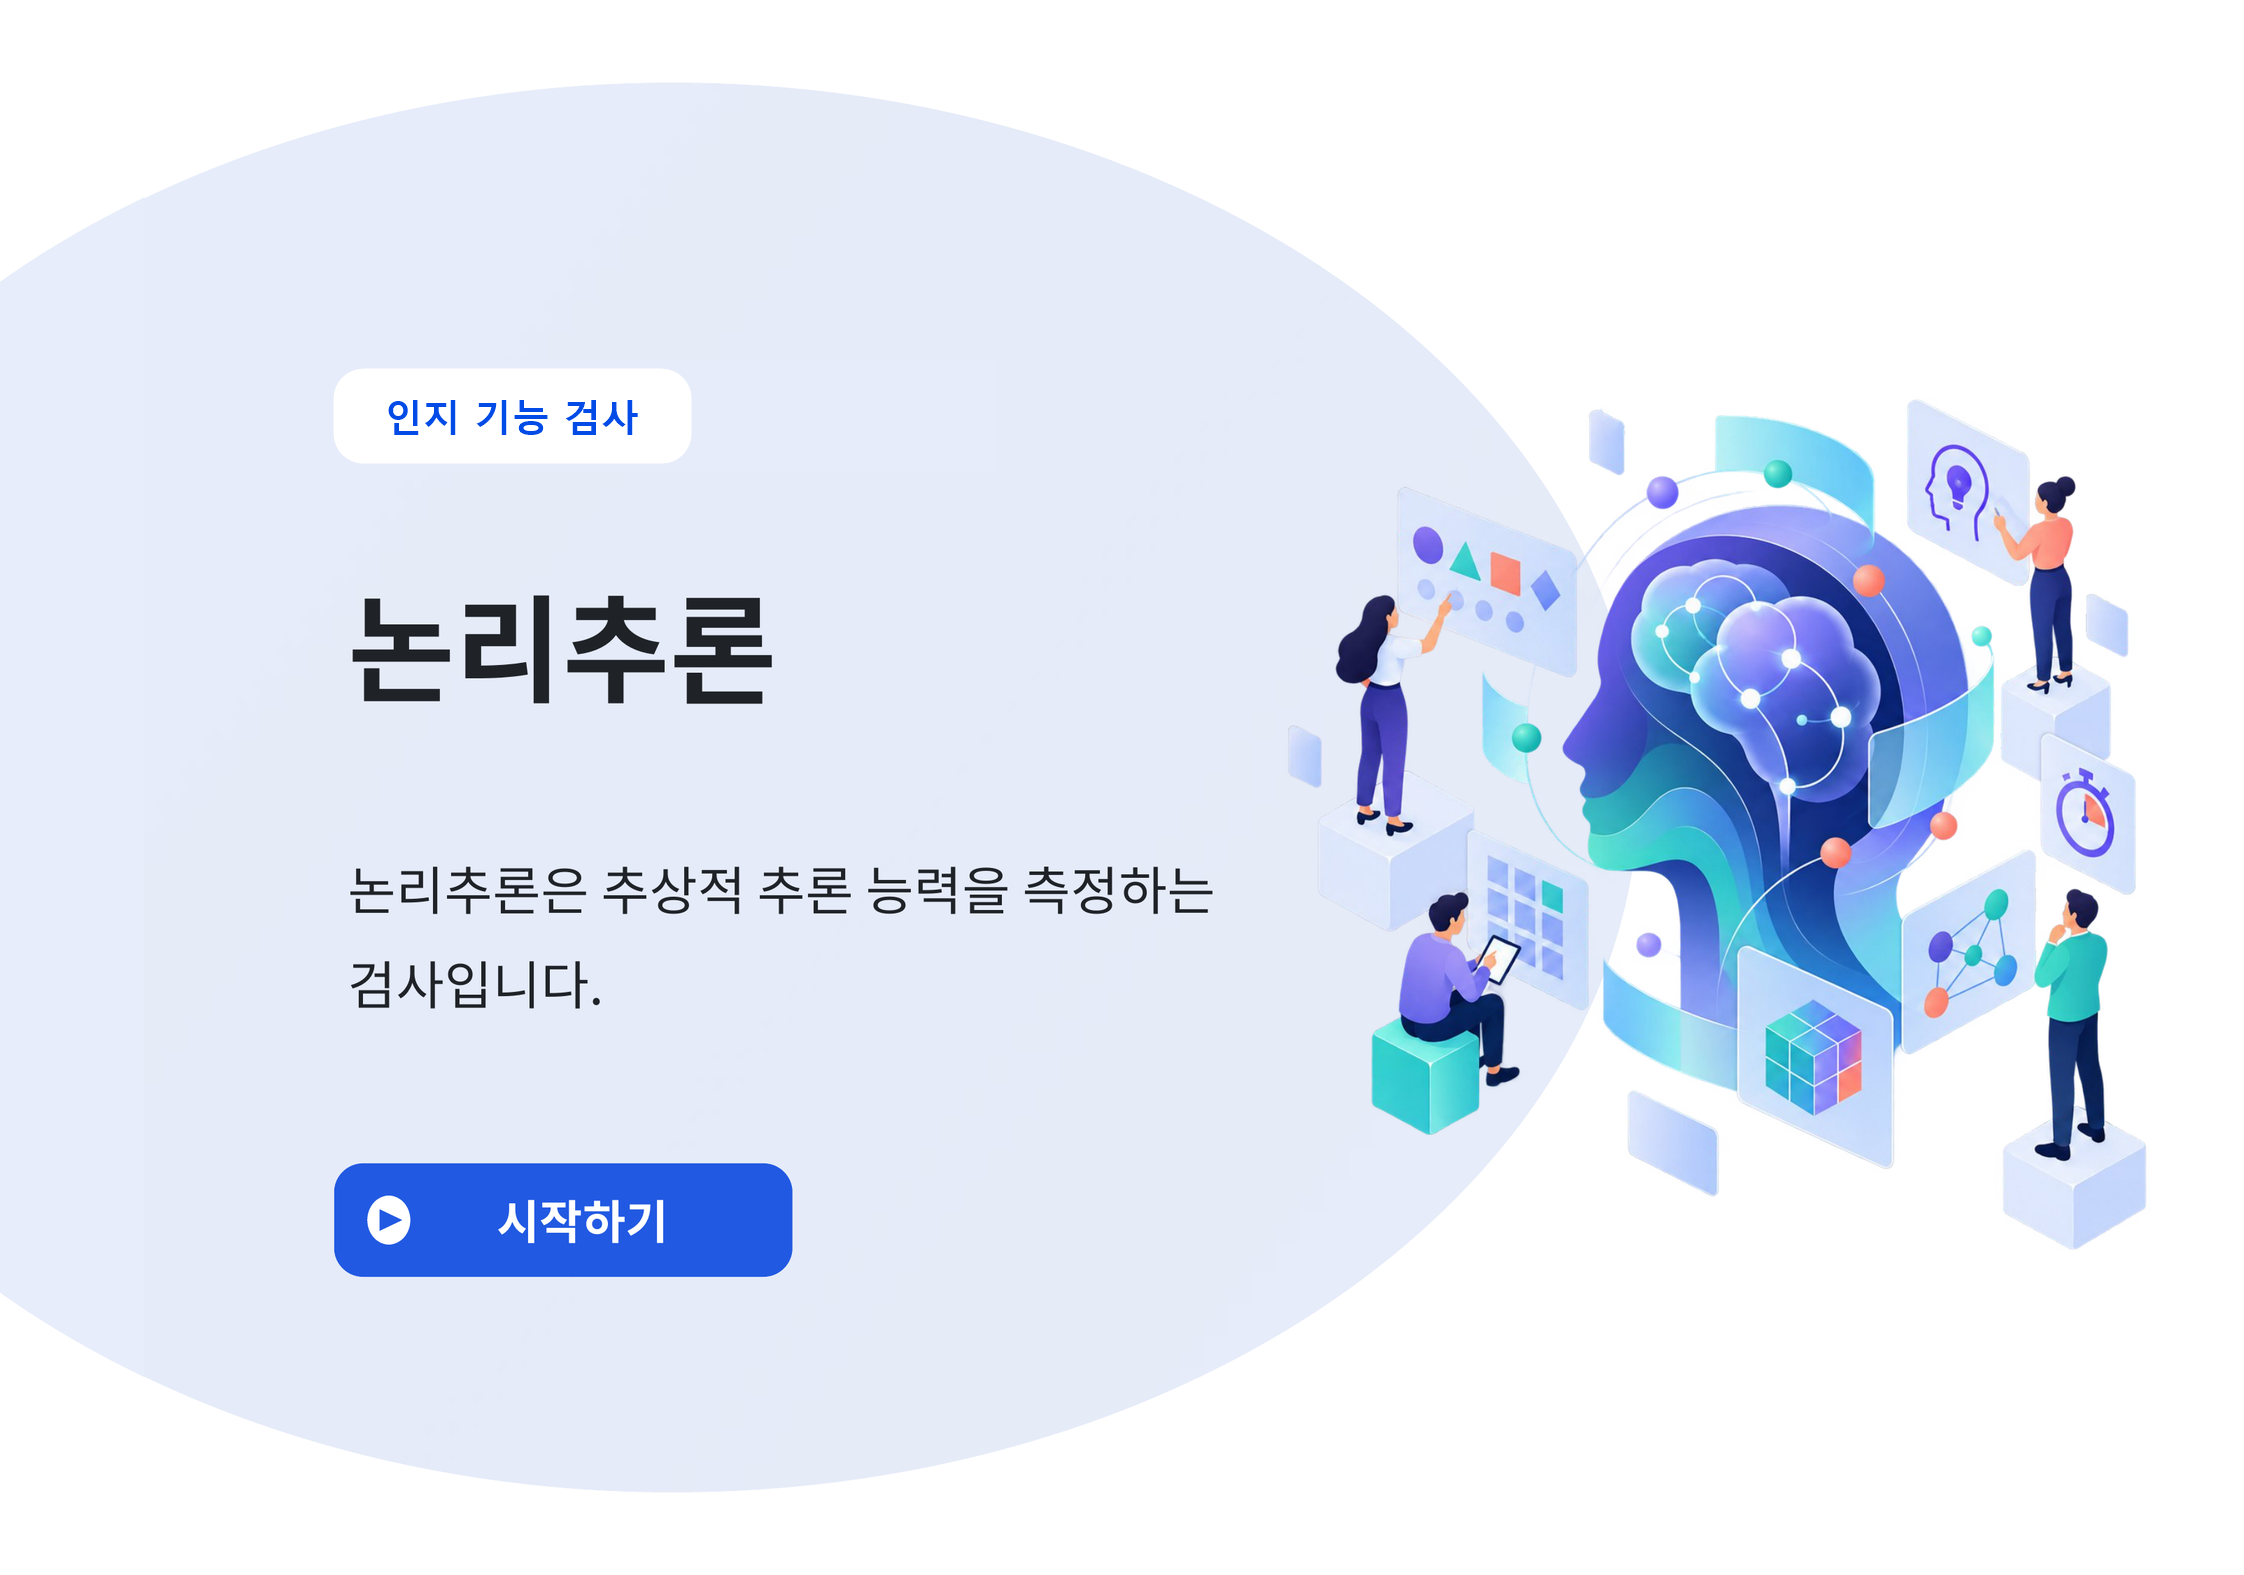 인지 기능 검사
논리추론
논리추론은 추상적 추론 능력을 측정하는
검사입니다.
시작하기